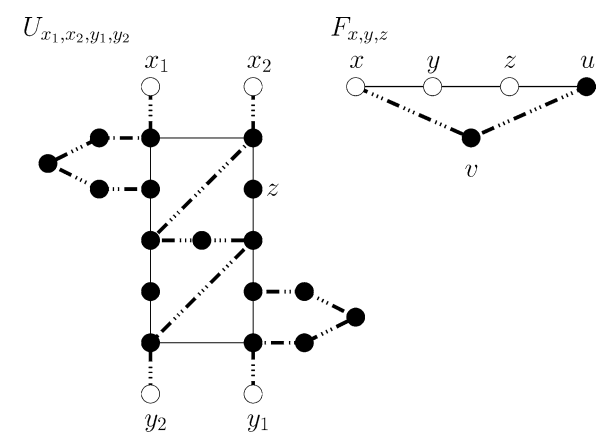 U_{x_1,x_2,y_1,y_2}
F_{x,y,z}
x_1
x_2
x
y
z
u
v
z
y_2
y_1